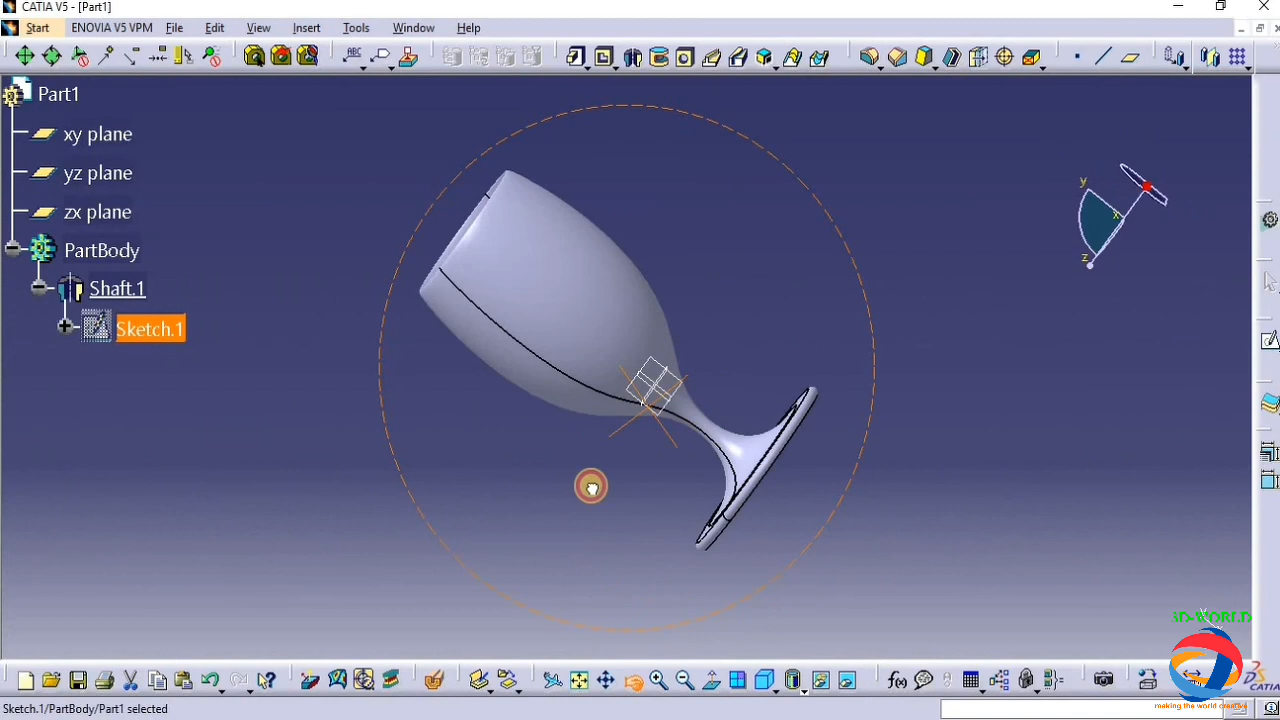 CATIA V5 - [Part1]
Start ENOVIA V5 VPM File Edit View Insert Tools Window Help
ABC
Part1
xy plane
yz plane
zx plane
PartBody
Shaft.1
Sketch.1
y
x
z
3D-WORLD
f(x)
CATIA
making the world creative
Sketch.1/PartBody/Part1 selected